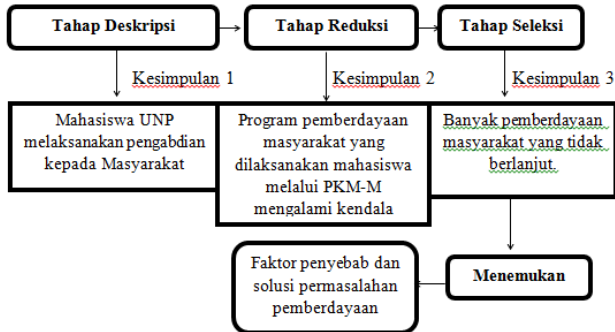 Tahap Deskripsi
Tahap Reduksi
Tahap Seleksi
Kesimpulan 1
Kesimpulan 2
Kesimpulan 3
Mahasiswa UNP
melaksanakan pengabdian
kepada Masyarakat
Program pemberdayaan
masyarakat yang
dilaksanakan mahasiswa
melalui PKM-M
mengalami kendala
Banyak pemberdayaan
masyarakat yang tidak
berlanjut.
Faktor penyebab dan
solusi permasalahan
pemberdayaan
Menemukan